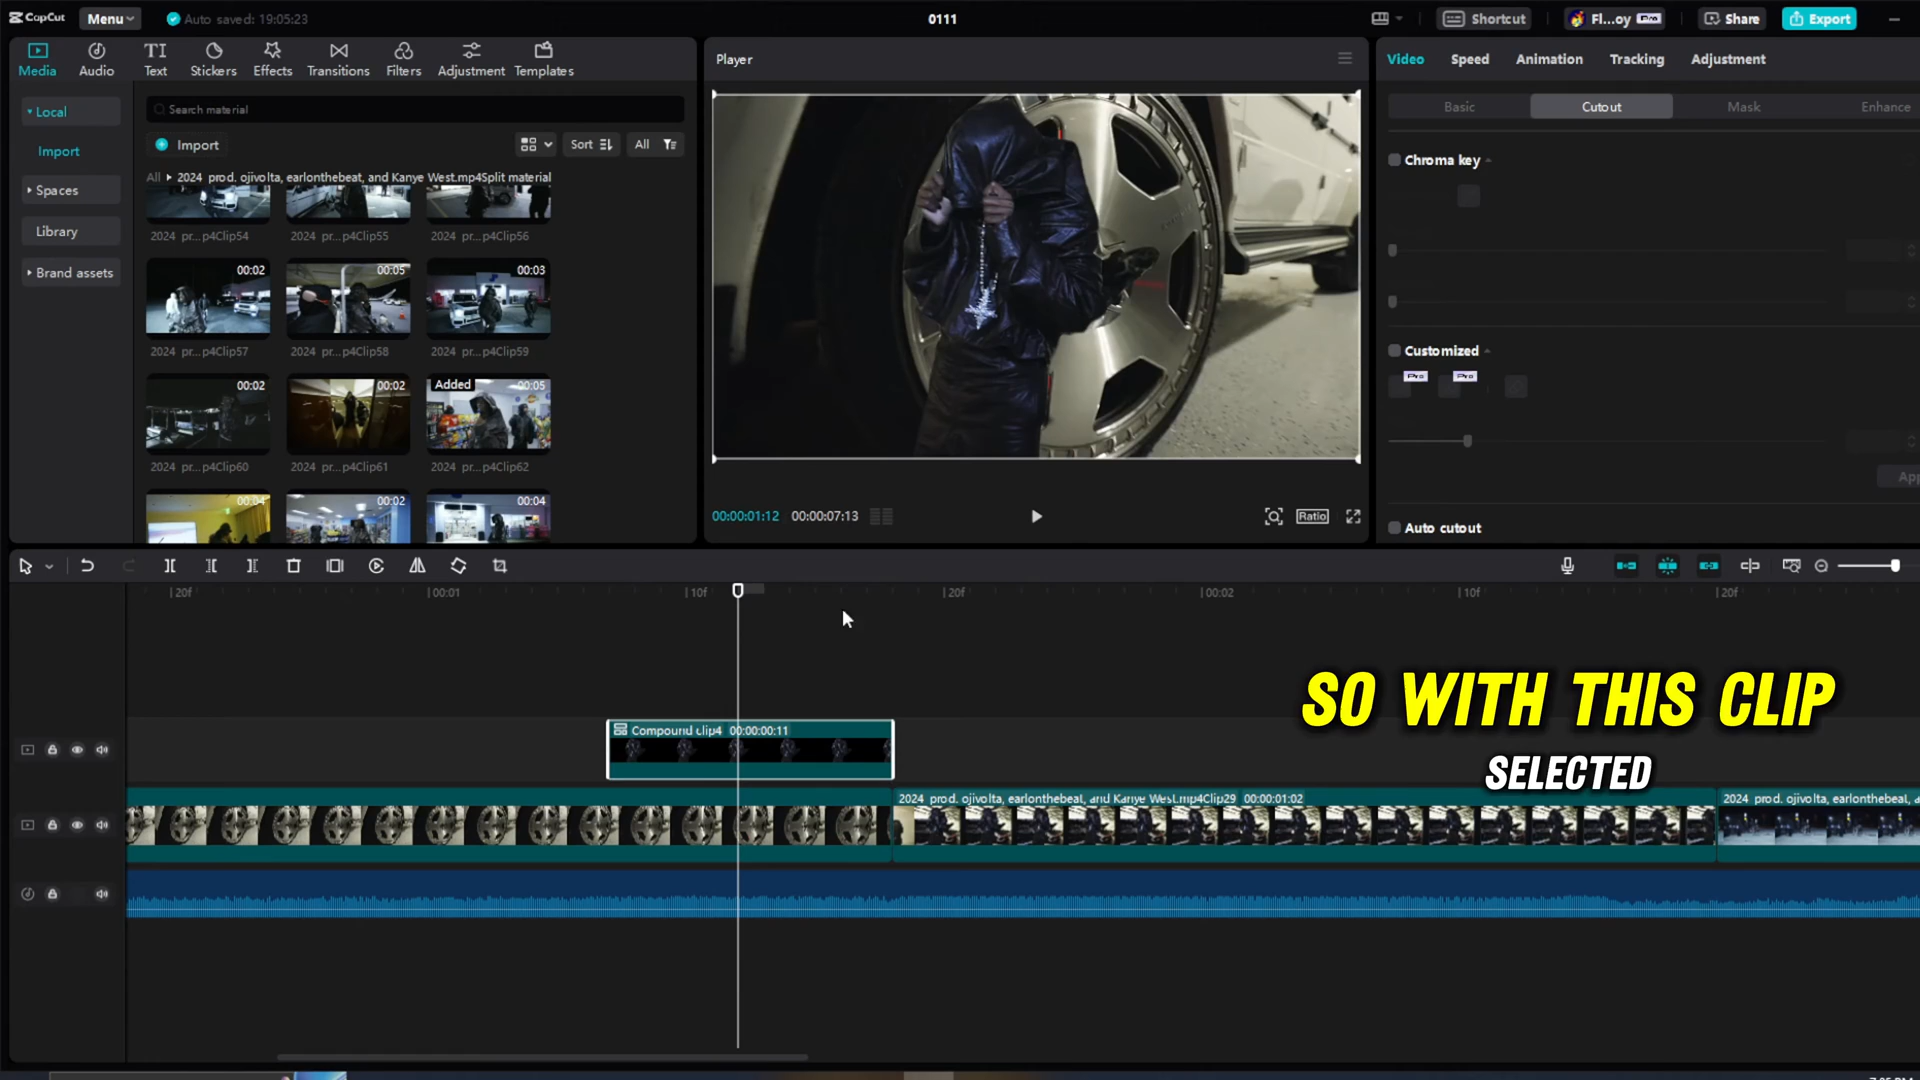 CapCut
Menu
Auto saved: 19:05:23
0111
Shortcut
Fl...oy
Pro
Share
Export
Media
Audio
Text
Stickers
Effects
Transitions
Filters
Adjustment
Templates
Player
Video
Speed
Animation
Tracking
Adjustment
Local
Import
Spaces
Library
Brand assets
Search material
Import
Sort
All
All
2024 prod. ojivolta, earlonthebeat, and Kanye West.mp4Split material
2024 pr...p4Clip54
2024 pr...p4Clip55
2024 pr...p4Clip56
00:02
00:05
00:03
2024 pr...p4Clip57
2024 pr...p4Clip58
2024 pr...p4Clip59
00:02
00:02
Added
00:05
2024 pr...p4Clip60
2024 pr...p4Clip61
2024 pr...p4Clip62
00:04
00:02
00:04
00:00:01:12
00:00:07:13
Ratio
Basic
Cutout
Mask
Enhance
Chroma key
Customized
Pro
Pro
Auto cutout
20f
00:01
10f
20f
00:02
10f
20f
Compound clip4 00:00:00:11
2024 prod. ojivolta, earlonthebeat, and Kanye West.mp4Clip29 00:00:01:02
2024 prod. ojivolta, earlonthebeat, a
SO WITH THIS CLIP
SELECTED